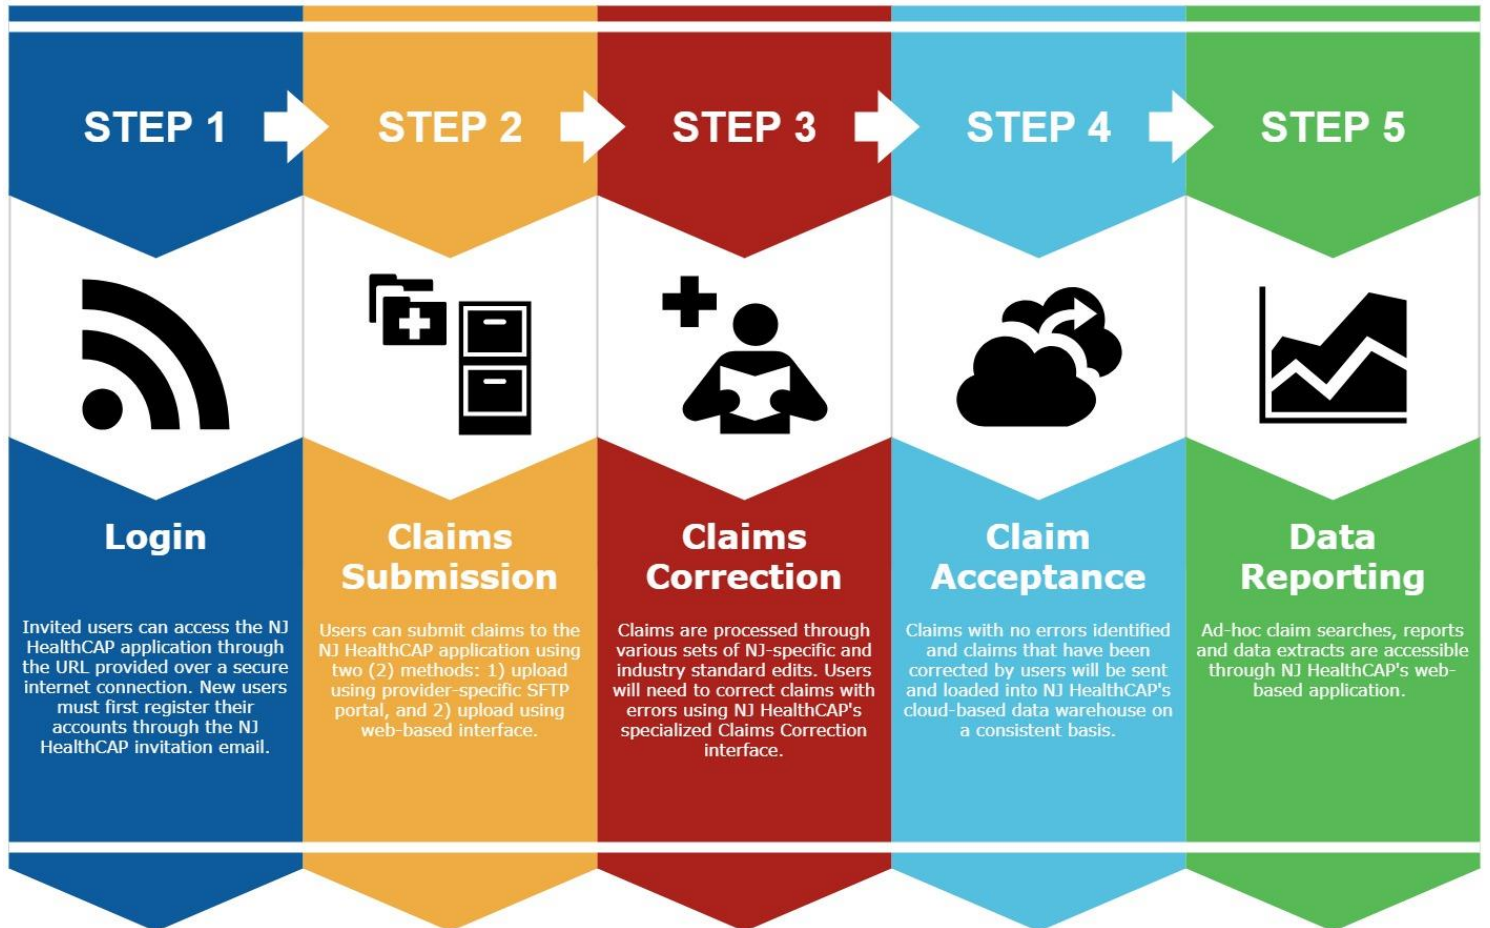 STEP 1
STEP 2
STEP 3
STEP 4
STEP 5
Login
Invited users can access the NJ
HealthCAP application through
the URL provided over a secure
internet connection. New users
must first register their
accounts through the NJ
HealthCAP invitation email.
Claims
Submission
Users can submit claims to the
NJ HealthCAP application using
two (2) methods: 1) upload
using provider-specific SFTP
portal, and 2) upload using
web-based interface.
Claims
Correction
Claims are processed through
various sets of NJ-specific and
industry standard edits. Users
will need to correct claims with
errors using NJ HealthCAP's
specialized Claims Correction
interface.
Claim
Acceptance
Claims with no errors identified
and claims that have been
corrected by users will be sent
and loaded into NJ HealthCAP's
cloud-based data warehouse on
a consistent basis.
Data
Reporting
Ad-hoc claim searches, reports
and data extracts are accessible
through NJ HealthCAP's web-
based application.